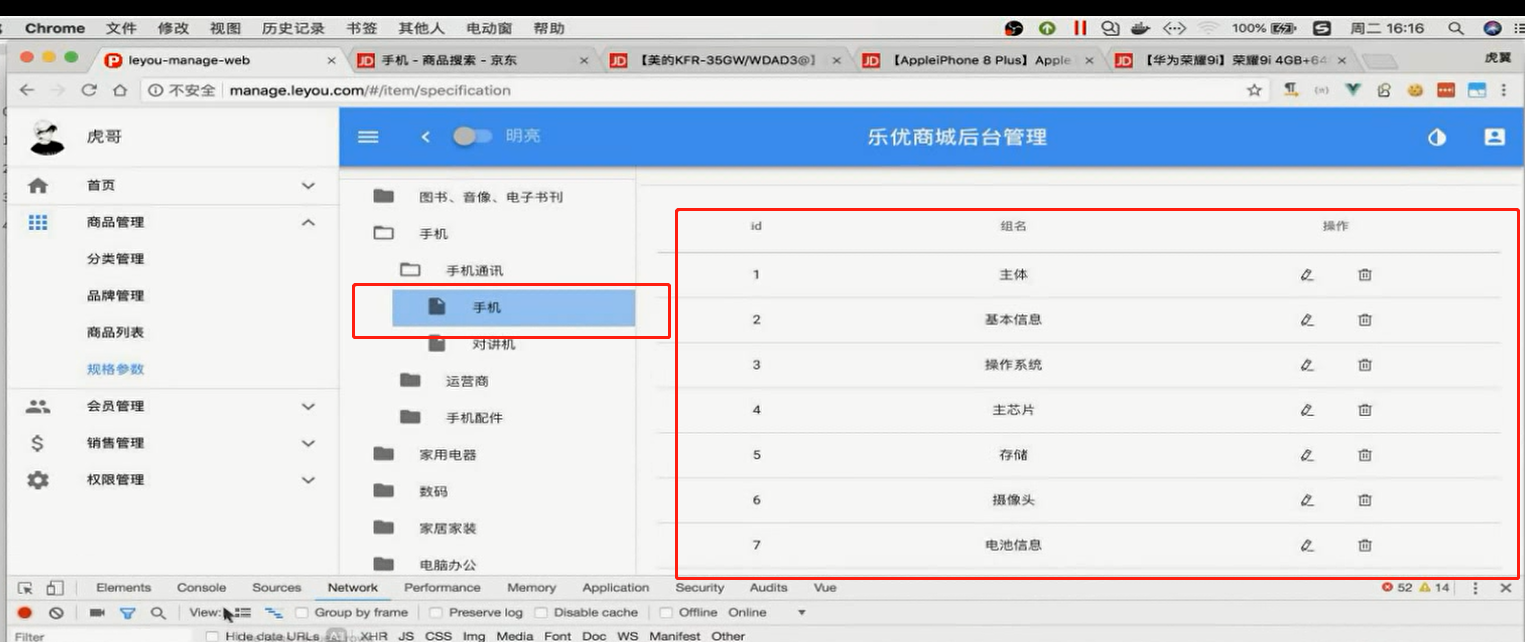 Chrome 文件 修改 视图 历史记录 书签 其他人 电动窗 帮助 100% 周二 16:16
leyou-manage-web × 手机 - 商品搜索 - 京东 × 【美的KFR-35GW/WDAD3@】 × 【AppleiPhone 8 Plus】Apple × 【华为荣耀9i】荣耀9i 4GB+64 × 虎翼
不安全 manage.leyou.com/#/item/specification
虎哥
明亮
乐优商城后台管理
首页
商品管理
分类管理
品牌管理
商品列表
规格参数
会员管理
销售管理
权限管理
图书、音像、电子书刊
手机
手机通讯
手机
对讲机
运营商
手机配件
家用电器
数码
家居家装
电脑办公
id 组名 操作
1 主体
2 基本信息
3 操作系统
4 主芯片
5 存储
6 摄像头
7 电池信息
Elements Console Sources Network Performance Memory Application Security Audits Vue 52 14
View: Group by frame Preserve log Disable cache Offline Online
Filter Hide data URLs All XHR JS CSS Img Media Font Doc WS Manifest Other